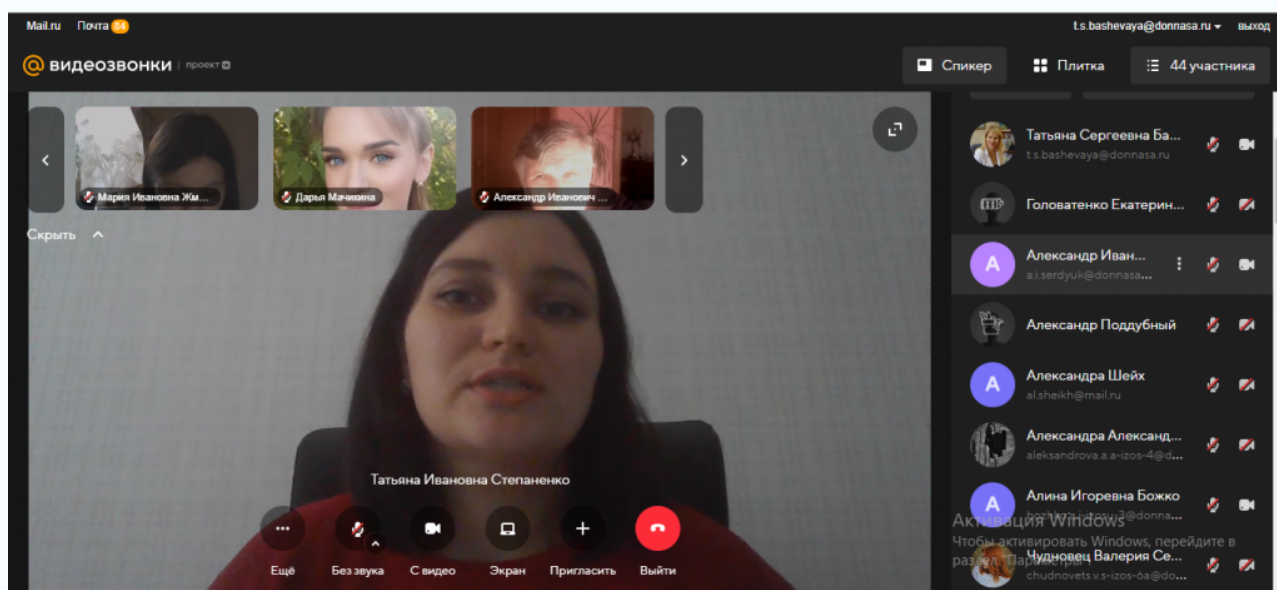 Mail.ru Почта 84
t.s.bashevaya@donnasa.ru выход
@ видеозвонки проект
Спикер Плитка 44 участника
Мария Ивановна Жм...
Дарья Мачикина
Александр Иванович ...
Скрыть
Татьяна Ивановна Степаненко
Ещё Без звука С видео Экран Пригласить Выйти
Татьяна Сергеевна Ба...
t.s.bashevaya@donnasa.ru
Головатенко Екатерин...
А
Александр Иван...
a.i.serdyuk@donnasa...
Александр Поддубный
А
Александра Шейх
al.sheikh@mail.ru
Александра Александ...
aleksandrova.a.a-izos-4@d...
А
Алина Игоревна Божко
Активация Windows
Чтобы активировать Windows, перейдите в
раздел "Параметры".
Чудновец Валерия Се...
chudnovets.v.s-izos-6a@do...